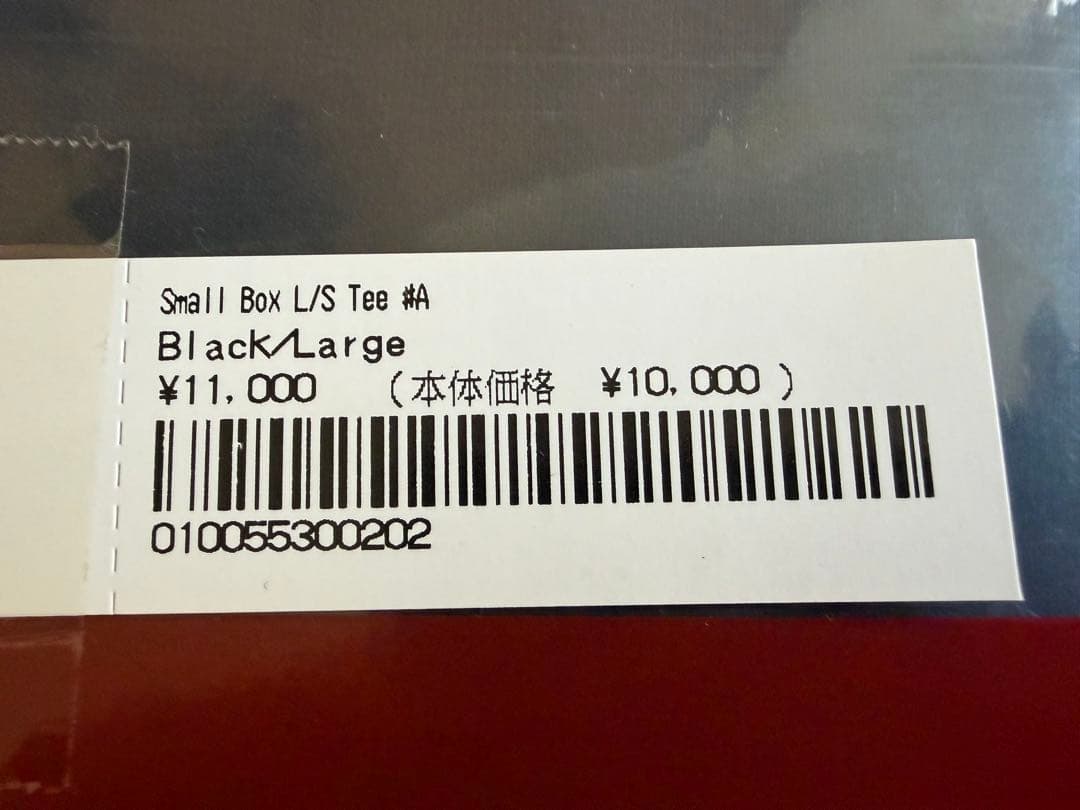 Small Box L/S Tee #A
Black/Large
¥11,000 (本体価格 ¥10,000 )
010055300202